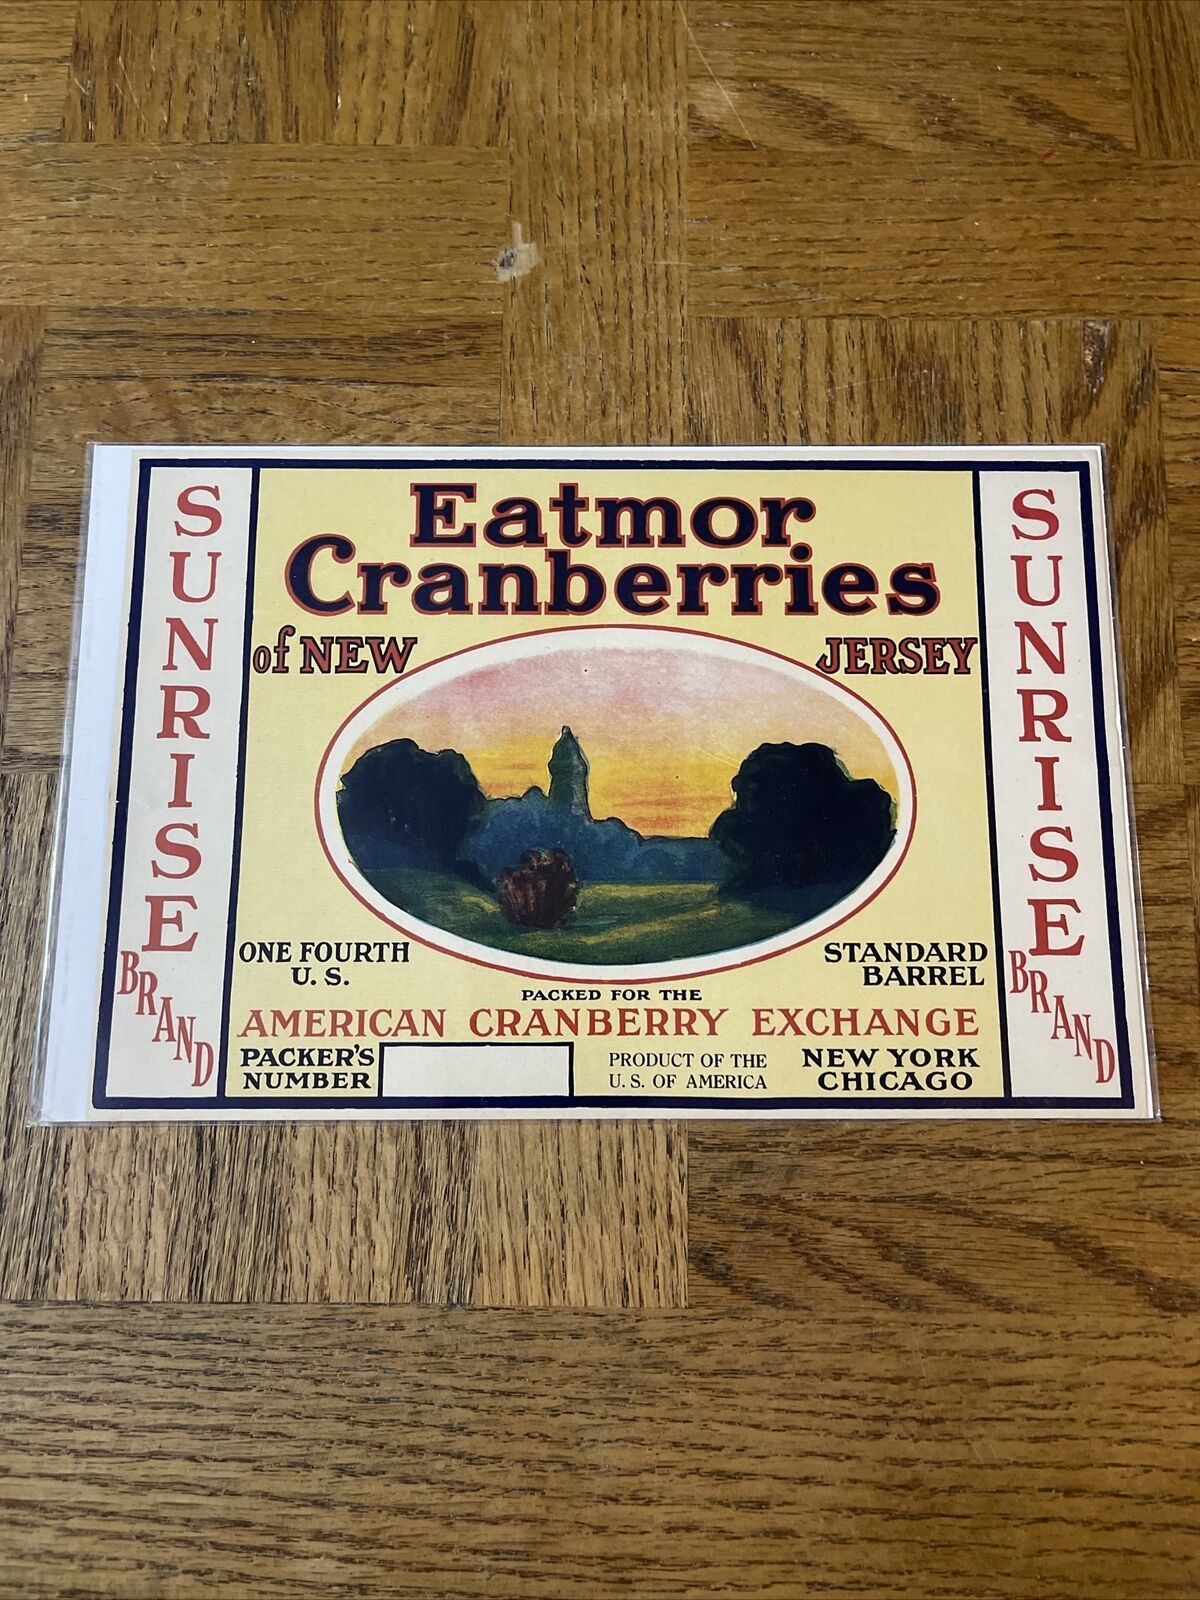 SUNRISE
BRAND
Eatmor
Cranberries
of NEW JERSEY
ONE FOURTH
U. S.
STANDARD
BARREL
PACKED FOR THE
AMERICAN CRANBERRY EXCHANGE
PACKER'S
NUMBER
PRODUCT OF THE
U. S. OF AMERICA
NEW YORK
CHICAGO
SUNRISE
BRAND